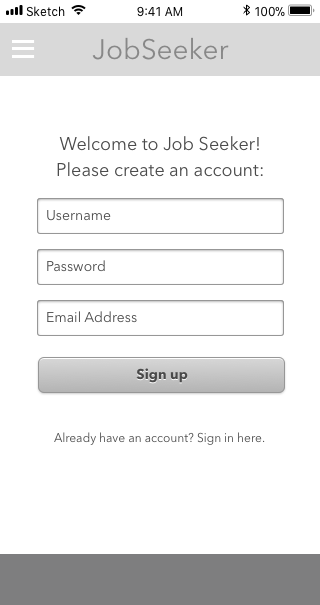 Sketch 9:41 AM 100%
JobSeeker
Welcome to Job Seeker!
Please create an account:
Username
Password
Email Address
Sign up
Already have an account? Sign in here.